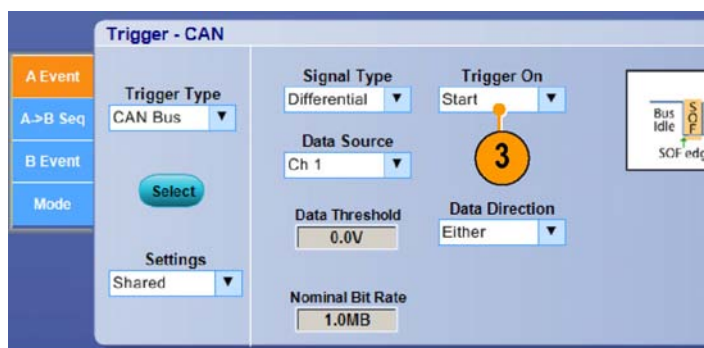 Trigger - CAN
A Event
A->B Seq
B Event
Mode
Trigger Type
CAN Bus
Select
Settings
Shared
Signal Type
Differential
Data Source
Ch 1
Data Threshold
0.0V
Nominal Bit Rate
1.0MB
Trigger On
Start
3
Data Direction
Either
Bus
Idle
SOF
SOF edg